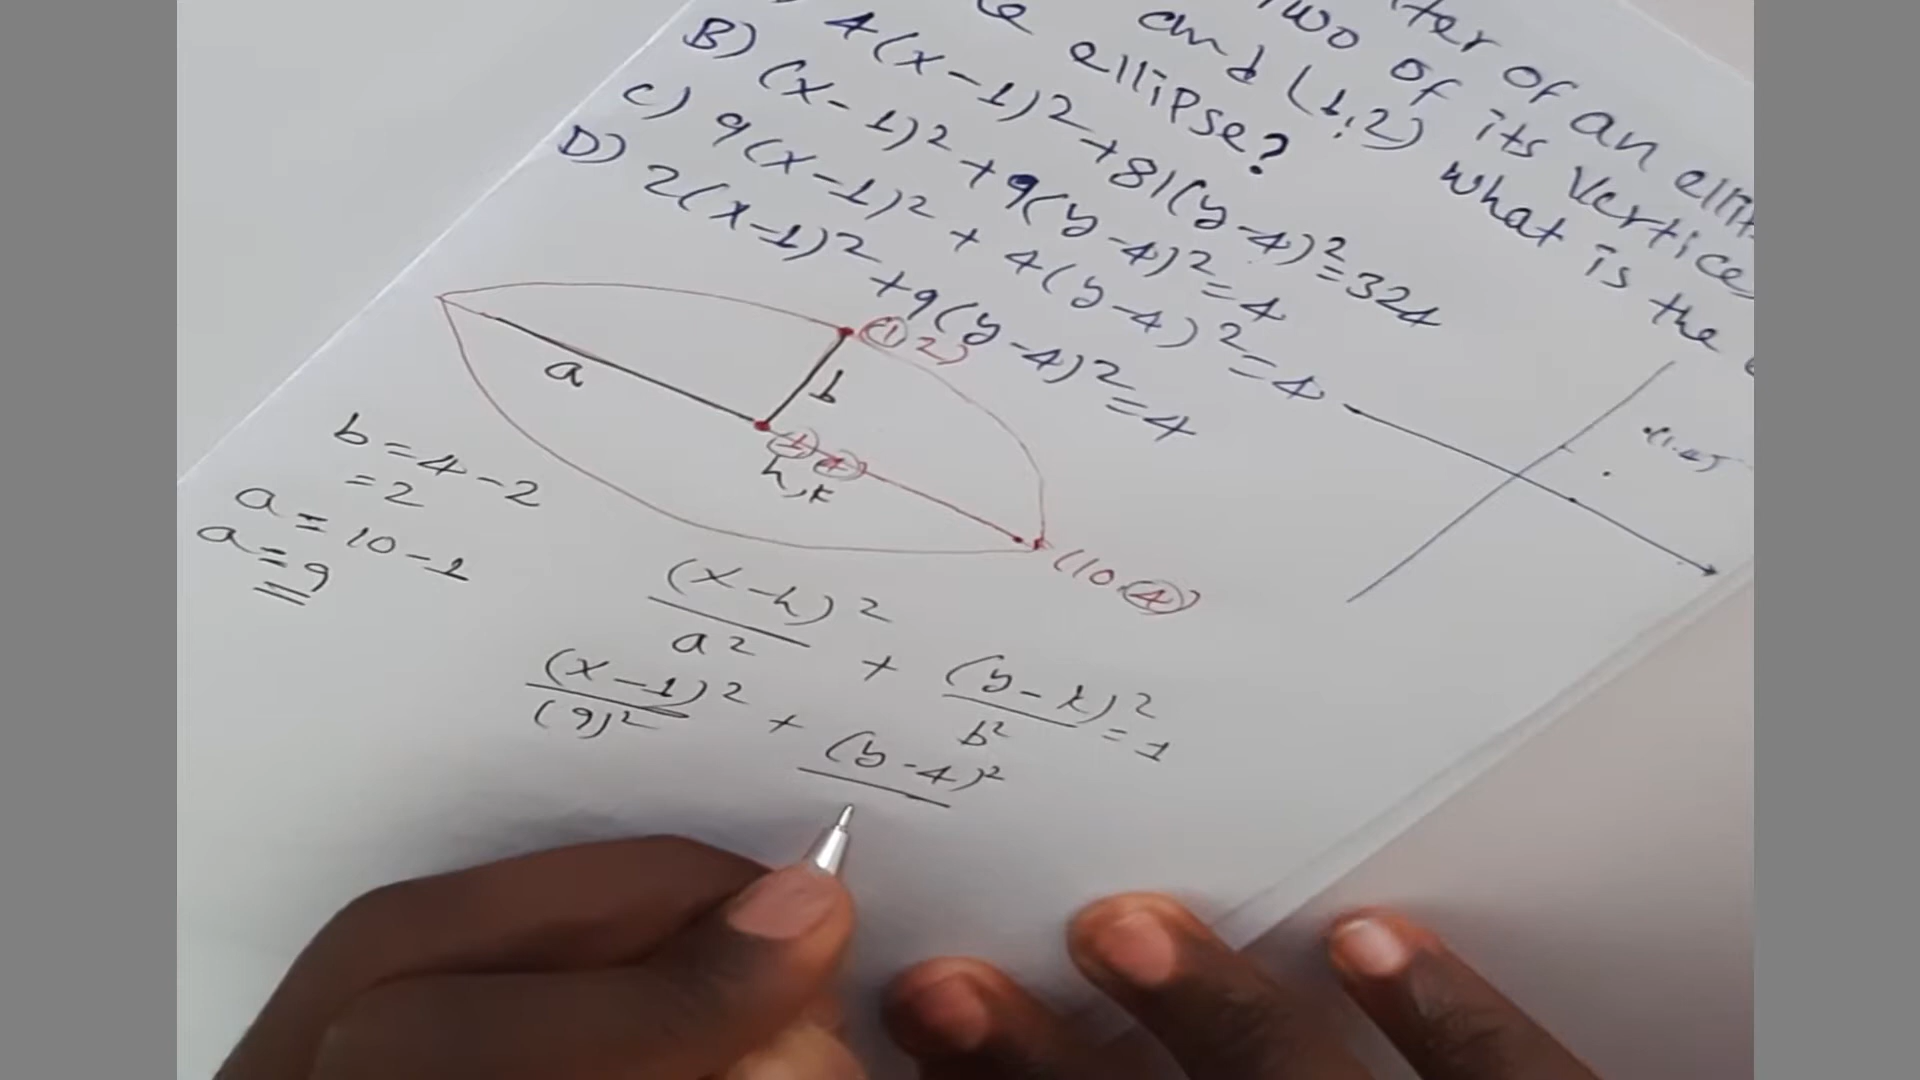 ter of an
Two of its vertice
and (1,2) what is the
ellipse?
4(x-1)²+81(y-4)²=324
B) (x-1)²+9(y-4)²=4
C) 9(x-1)²+4(y-4)²=4
D) 2(x-1)²+9(y-4)²=4
(1,2)
a
b
(1,4)
h,k
(10,4)
b=4-2
=2
a=10-1
a=9
(x-h)²/a² + (y-k)²/b² = 1
(x-1)²/(9)² + (y-4)²